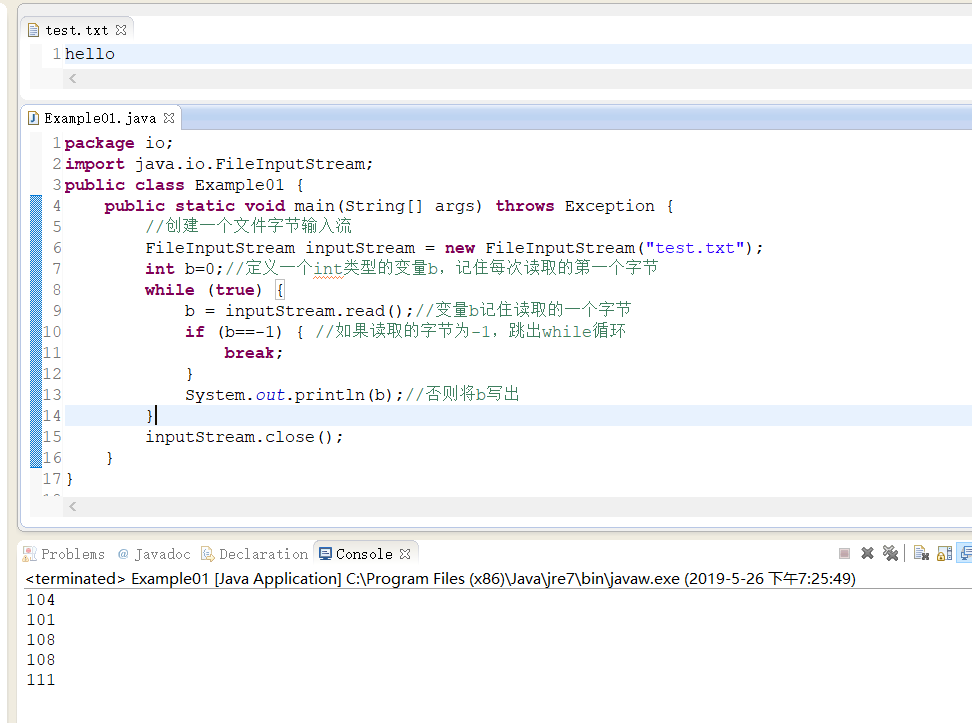 test.txt
1 hello
Example01.java
1 package io;
2 import java.io.FileInputStream;
3 public class Example01 {
4 public static void main(String[] args) throws Exception {
5 //创建一个文件字节输入流
6 FileInputStream inputStream = new FileInputStream("test.txt");
7 int b=0;//定义一个int类型的变量b，记住每次读取的第一个字节
8 while (true) {
9 b = inputStream.read();//变量b记住读取的一个字节
10 if (b==-1) { //如果读取的字节为-1，跳出while循环
11 break;
12 }
13 System.out.println(b);//否则将b写出
14 }
15 inputStream.close();
16 }
17 }
Problems @ Javadoc Declaration Console
<terminated> Example01 [Java Application] C:\Program Files (x86)\Java\jre7\bin\javaw.exe (2019-5-26 下午7:25:49)
104
101
108
108
111